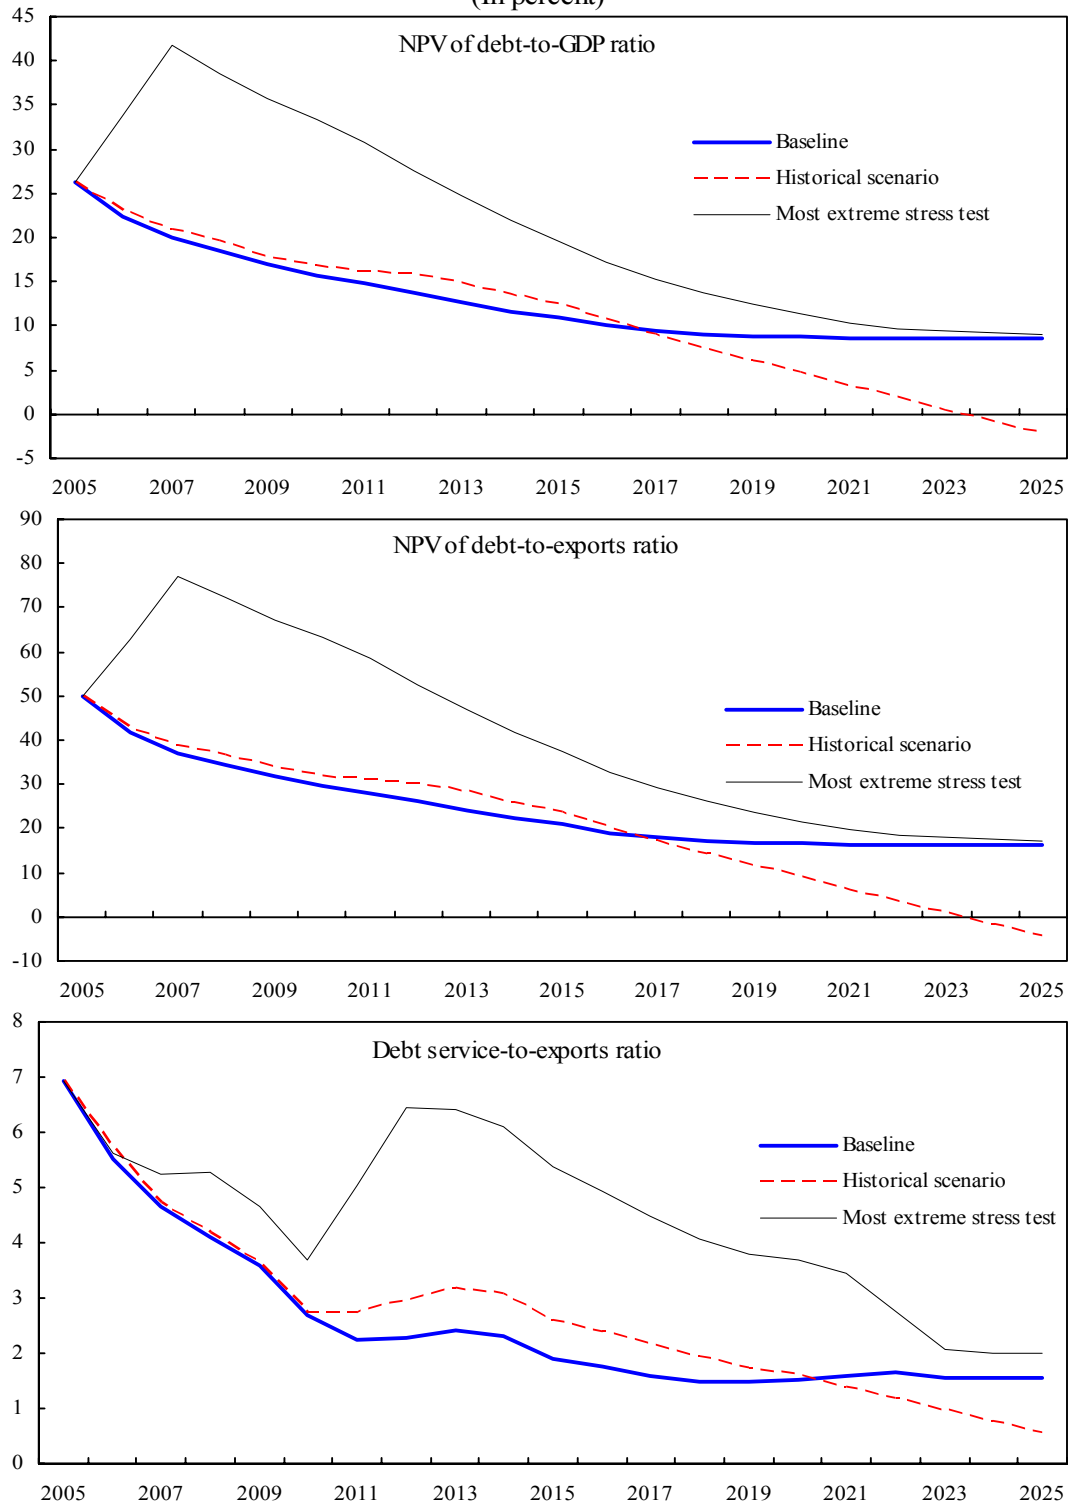 (In percent)
45
NPV of debt-to-GDP ratio
40
35
30
Baseline
25
Historical scenario
20
Most extreme stress test
15
10
5
0
-5
2005 2007 2009 2011 2013 2015 2017 2019 2021 2023 2025
90
NPV of debt-to-exports ratio
80
70
60
50
Baseline
40
Historical scenario
30
Most extreme stress test
20
10
0
-10
2005 2007 2009 2011 2013 2015 2017 2019 2021 2023 2025
8
Debt service-to-exports ratio
7
6
Baseline
5
Historical scenario
Most extreme stress test
4
3
2
1
0
2005 2007 2009 2011 2013 2015 2017 2019 2021 2023 2025